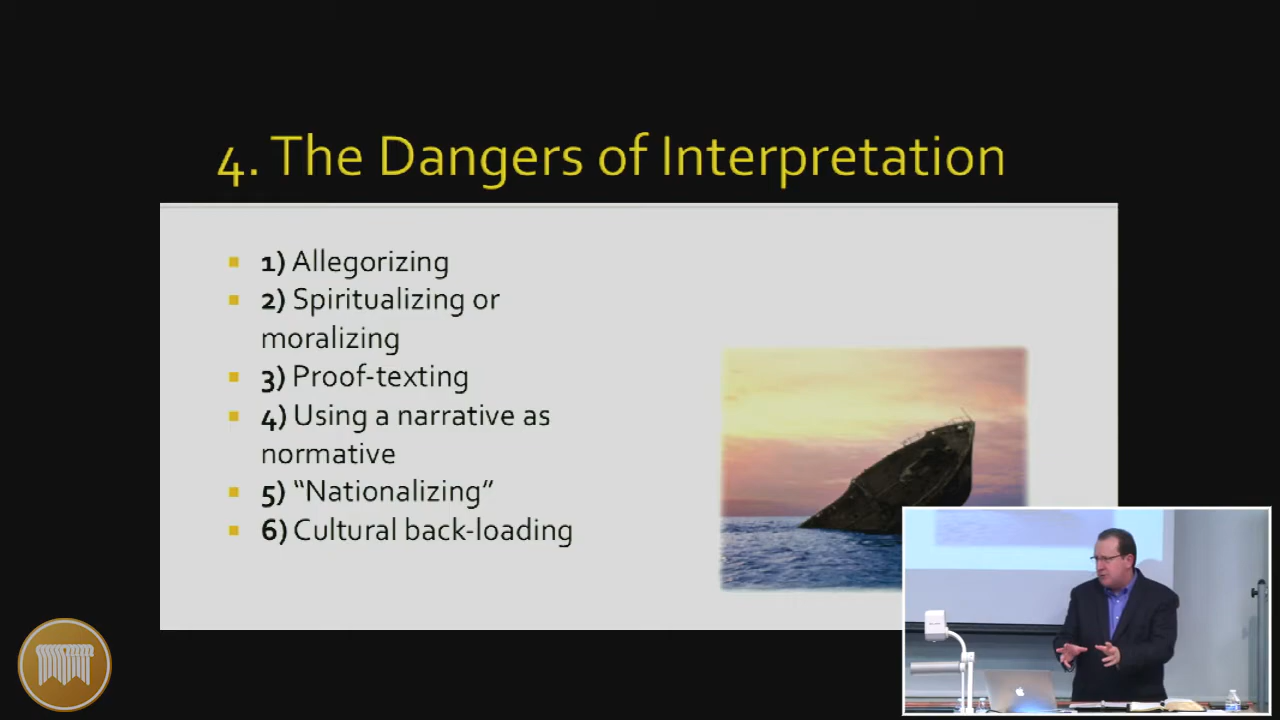 4. The Dangers of Interpretation
1) Allegorizing
2) Spiritualizing or
moralizing
3) Proof-texting
4) Using a narrative as
normative
5) “Nationalizing”
6) Cultural back-loading